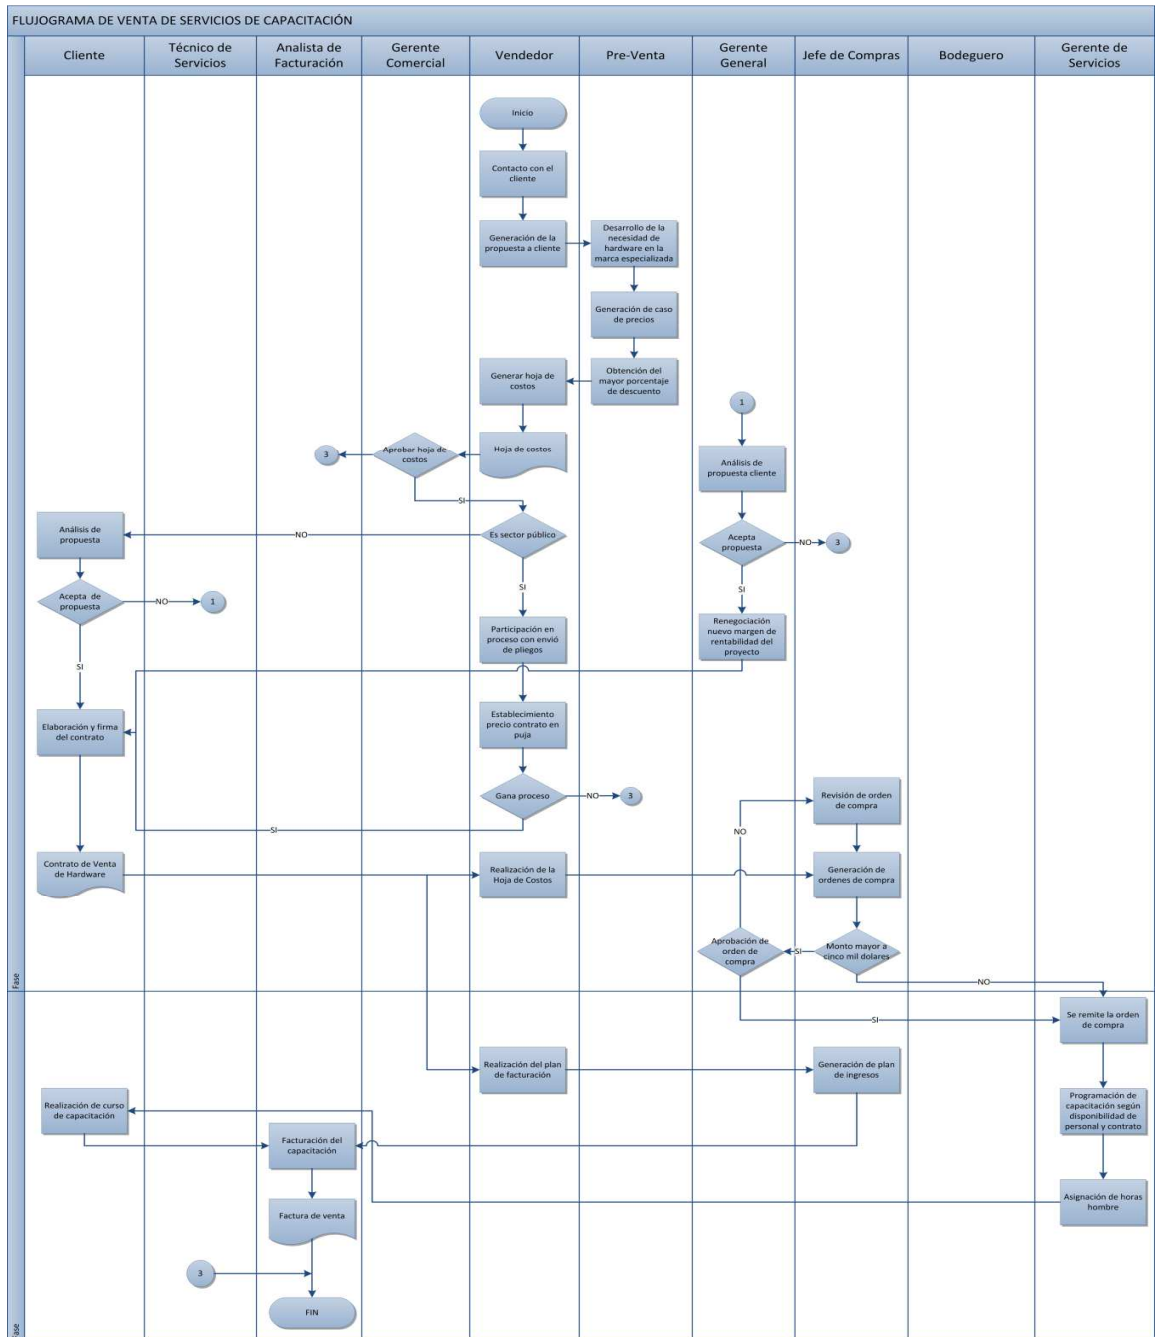 FLUJOGRAMA DE VENTA DE SERVICIOS DE CAPACITACIÓN
Cliente
Técnico de
Servicios
Analista de
Facturación
Gerente
Comercial
Vendedor
Pre-Venta
Gerente
General
Jefe de Compras
Bodeguero
Gerente de
Servicios
Inicio
Contacto con el
cliente
Generación de la
propuesta a cliente
Desarrollo de la
necesidad de
hardware en la
marca especializada
Generación de caso
de precios
Generar hoja de
costos
Obtención del
mayor porcentaje
de descuento
1
3
Aprobar hoja de
costos
Hoja de costos
Análisis de
propuesta cliente
SI
Análisis de
propuesta
NO
Es sector público
Acepta
propuesta
NO
3
SI
SI
Acepta de
propuesta
NO
1
Participación en
proceso con envió
de pliegos
Renegociación
nuevo margen de
rentabilidad del
proyecto
SI
Elaboración y firma
del contrato
Establecimiento
precio contrato en
puja
Gana proceso
NO
3
Revisión de orden
de compra
SI
NO
Contrato de Venta
de Hardware
Realización de la
Hoja de Costos
Generación de
ordenes de compra
Aprobación de
orden de
compra
SI
Monto mayor a
cinco mil dolares
NO
Fase
SI
Se remite la orden
de compra
Realización del plan
de facturación
Generación de plan
de ingresos
Realización de curso
de capacitación
Programación de
capacitación según
disponibilidad de
personal y contrato
Facturación del
capacitación
Asignación de horas
hombre
Factura de venta
3
FIN
Fase